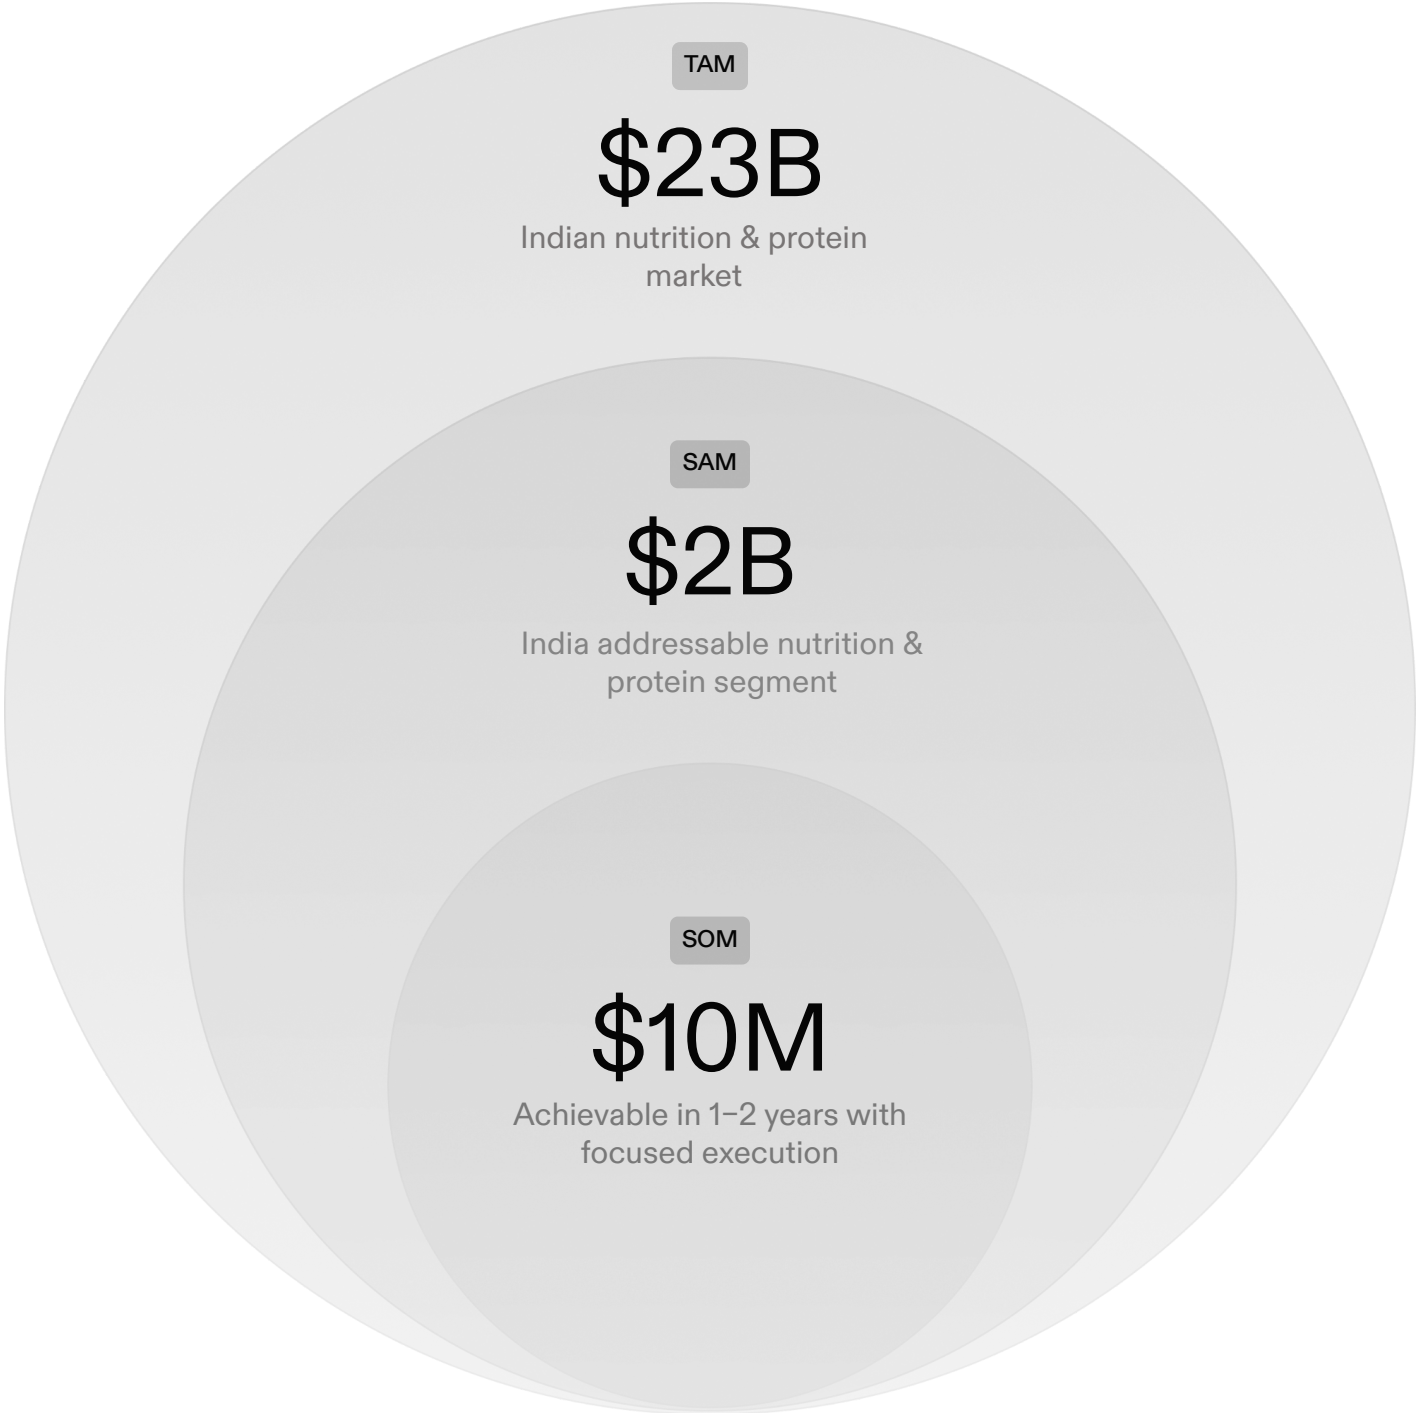 TAM
$23B
Indian nutrition & protein
market
SAM
$2B
India addressable nutrition &
protein segment
SOM
$10M
Achievable in 1–2 years with
focused execution